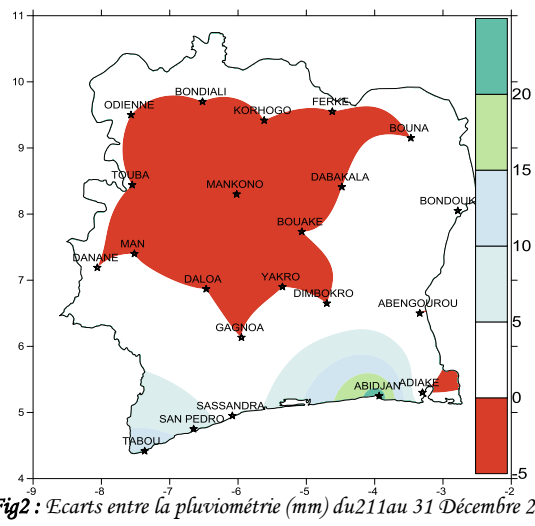 11
10
9
8
7
6
5
4
-9
-8
-7
-6
-5
-4
-3
-2
ODIENNE
BONDIALI
KORHOGO
FERKE
BOUNA
TOUBA
MANKONO
DABAKALA
BONDOUK
BOUAKE
DANANE
MAN
DALOA
YAKRO
DIMBOKRO
ABENGOUROU
GAGNOA
ABIDJAN
ADIAKE
SASSANDRA
SAN PEDRO
TABOU
20
15
10
5
0
-5
Fig2 : Ecarts entre la pluviométrie (mm) du211au 31 Décembre 2